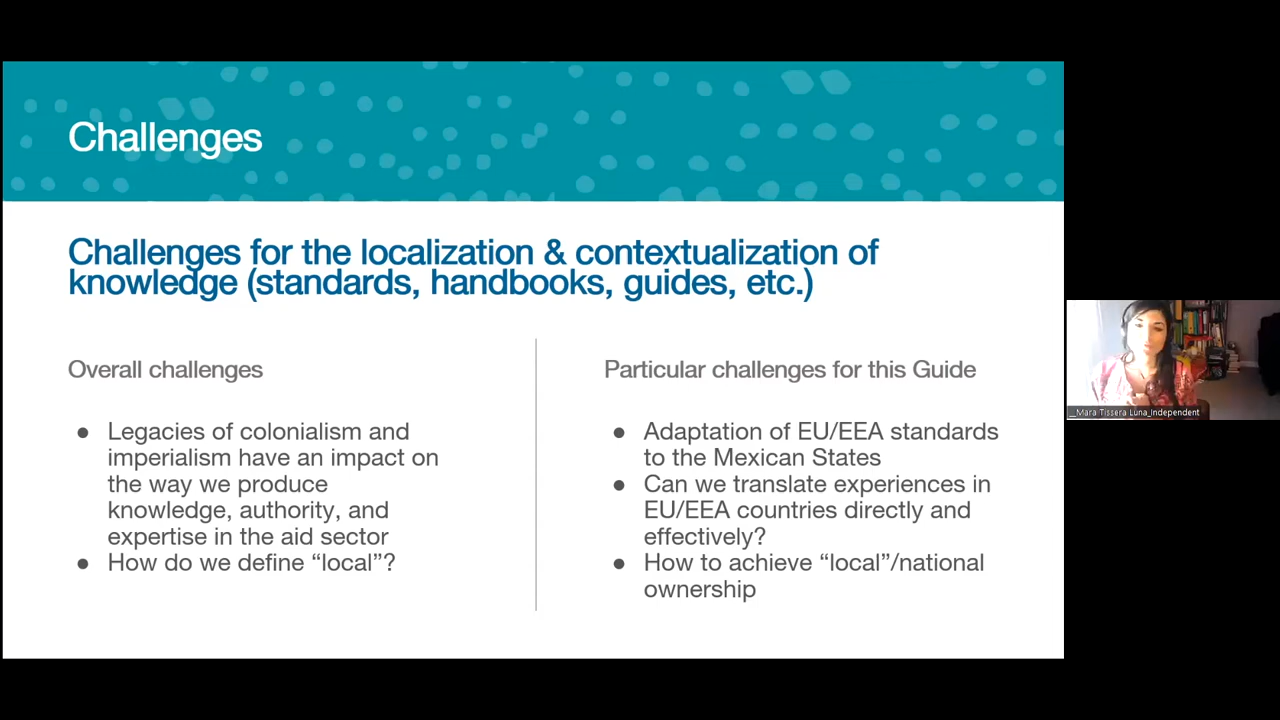 Challenges
Challenges for the localization & contextualization of
knowledge (standards, handbooks, guides, etc.)
Overall challenges
● Legacies of colonialism and
imperialism have an impact on
the way we produce
knowledge, authority, and
expertise in the aid sector
● How do we define “local”?
Particular challenges for this Guide
● Adaptation of EU/EEA standards
to the Mexican States
● Can we translate experiences in
EU/EEA countries directly and
effectively?
● How to achieve “local”/national
ownership
__Mara Tissera Luna_Independent